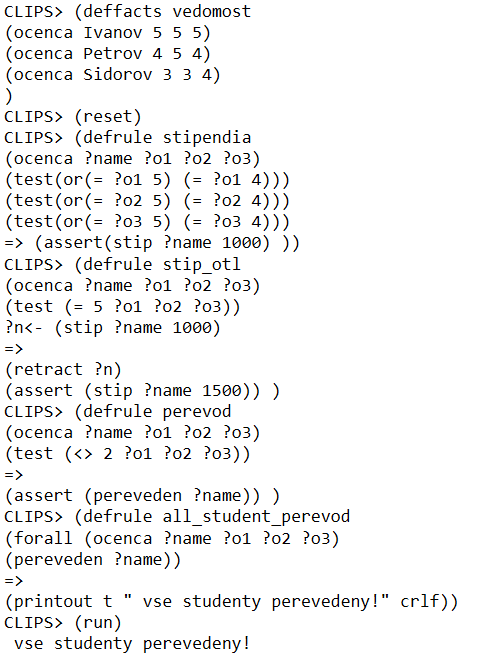 CLIPS> (deffacts vedomost
(ocenca Ivanov 5 5 5)
(ocenca Petrov 4 5 4)
(ocenca Sidorov 3 3 4)
)
CLIPS> (reset)
CLIPS> (defrule stipendia
(ocenca ?name ?o1 ?o2 ?o3)
(test(or(= ?o1 5) (= ?o1 4)))
(test(or(= ?o2 5) (= ?o2 4)))
(test(or(= ?o3 5) (= ?o3 4)))
=> (assert(stip ?name 1000) ))
CLIPS> (defrule stip_otl
(ocenca ?name ?o1 ?o2 ?o3)
(test (= 5 ?o1 ?o2 ?o3))
?n<- (stip ?name 1000)
=>
(retract ?n)
(assert (stip ?name 1500)) )
CLIPS> (defrule perevod
(ocenca ?name ?o1 ?o2 ?o3)
(test (<> 2 ?o1 ?o2 ?o3))
=>
(assert (pereveden ?name)) )
CLIPS> (defrule all_student_perevod
(forall (ocenca ?name ?o1 ?o2 ?o3)
(pereveden ?name))
=>
(printout t " vse studenty perevedeny!" crlf))
CLIPS> (run)
 vse studenty perevedeny!